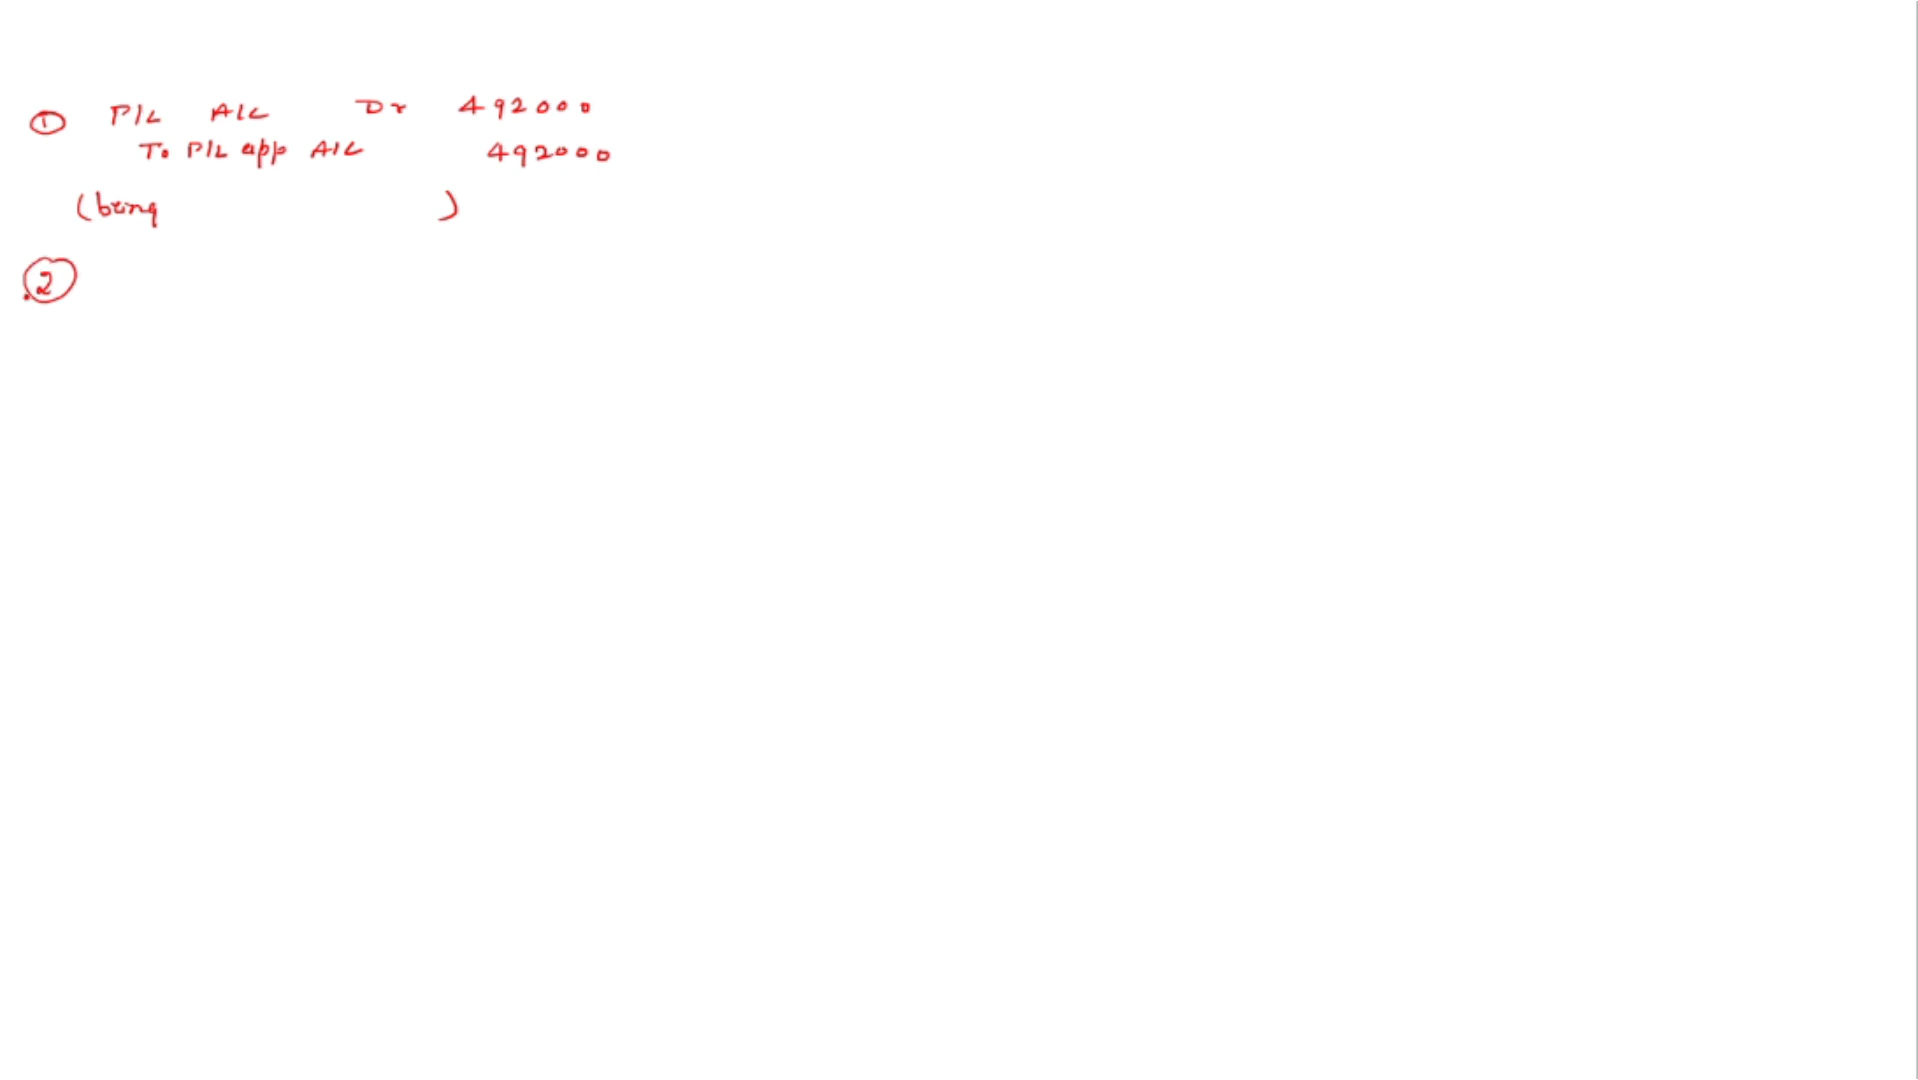 ① P/L A/C Dr 492000
To P/L app A/C 492000
(being )
②